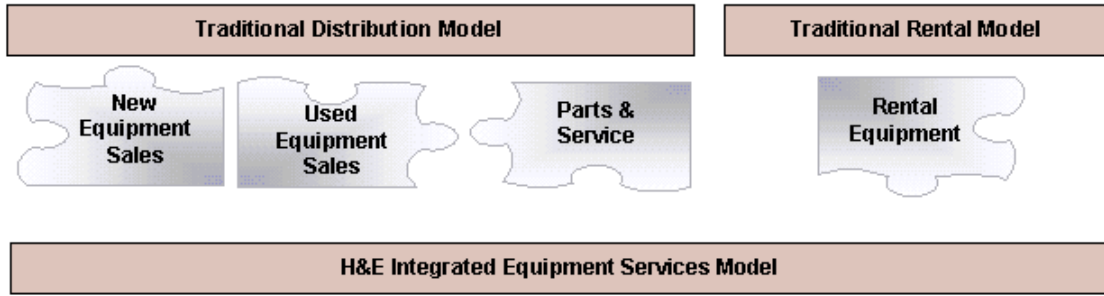 Traditional Distribution Model
Traditional Rental Model
New
Equipment
Sales
Used
Equipment
Sales
Parts &
Service
Rental
Equipment
H&E Integrated Equipment Services Model